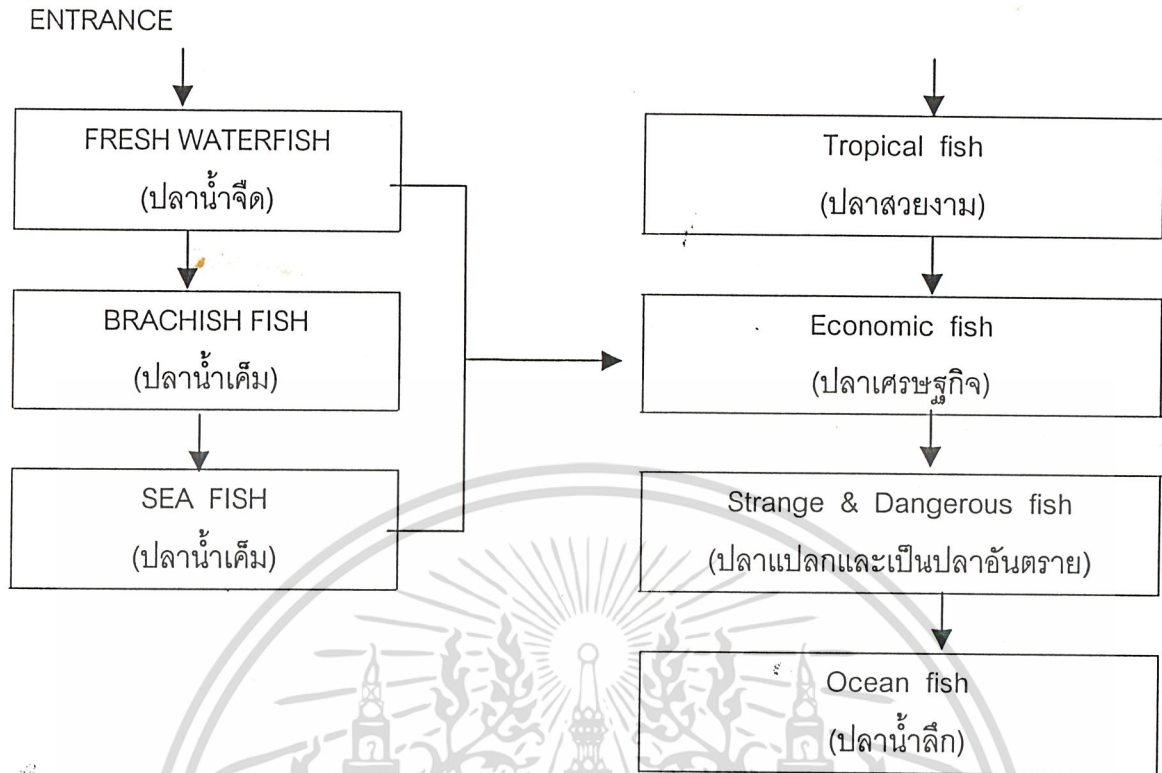 ENTRANCE
FRESH WATERFISH
(ปลาน้ำจืด)
BRACHISH FISH
(ปลาน้ำเค็ม)
SEA FISH
(ปลาน้ำเค็ม)
Tropical fish
(ปลาสวยงาม)
Economic fish
(ปลาเศรษฐกิจ)
Strange & Dangerous fish
(ปลาแปลกและเป็นปลาอันตราย)
Ocean fish
(ปลาน้ำลึก)